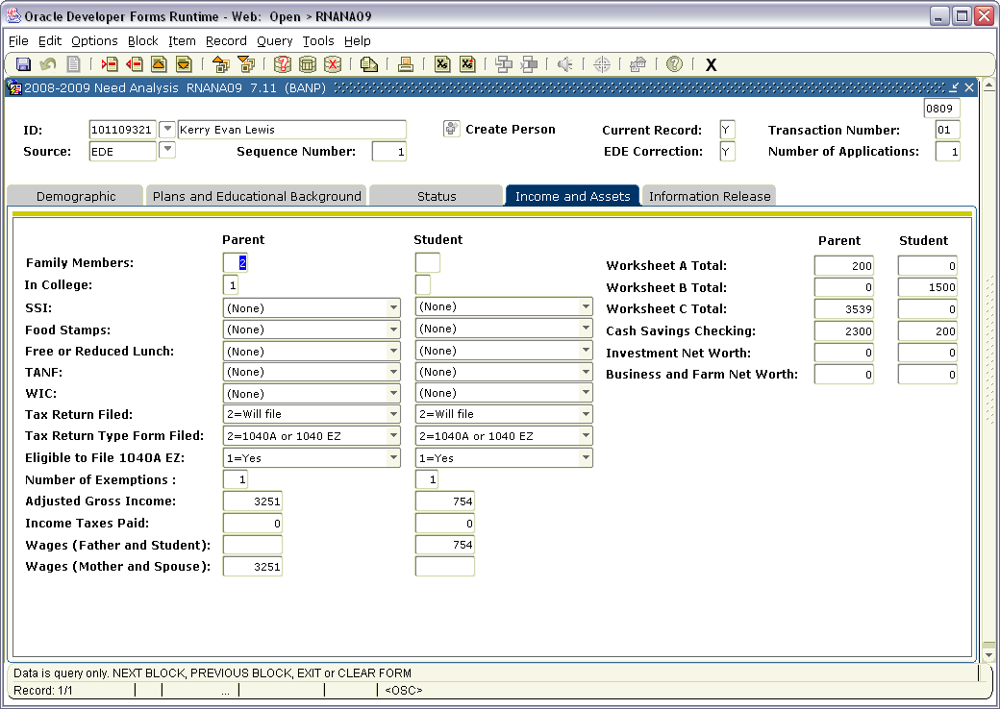 Oracle Developer Forms Runtime - Web: Open > RNANA09
File Edit Options Block Item Record Query Tools Help
2008-2009 Need Analysis RNANA09 7.11 (BANP)
0809
ID: 101109321 Kerry Evan Lewis Create Person Current Record: Y Transaction Number: 01
Source: EDE Sequence Number: 1 EDE Correction: Y Number of Applications: 1
Demographic Plans and Educational Background Status Income and Assets Information Release
Parent Student Parent Student
Family Members: 2 Worksheet A Total: 200 0
In College: 1 Worksheet B Total: 0 1500
SSI: (None) (None) Worksheet C Total: 3539 0
Food Stamps: (None) (None) Cash Savings Checking: 2300 200
Free or Reduced Lunch: (None) (None) Investment Net Worth: 0 0
TANF: (None) (None) Business and Farm Net Worth: 0 0
WIC: (None) (None)
Tax Return Filed: 2=Will file 2=Will file
Tax Return Type Form Filed: 2=1040A or 1040 EZ 2=1040A or 1040 EZ
Eligible to File 1040A EZ: 1=Yes 1=Yes
Number of Exemptions : 1 1
Adjusted Gross Income: 3251 754
Income Taxes Paid: 0 0
Wages (Father and Student): 754
Wages (Mother and Spouse): 3251
Data is query only. NEXT BLOCK, PREVIOUS BLOCK, EXIT or CLEAR FORM
Record: 1/1 ... <OSC>